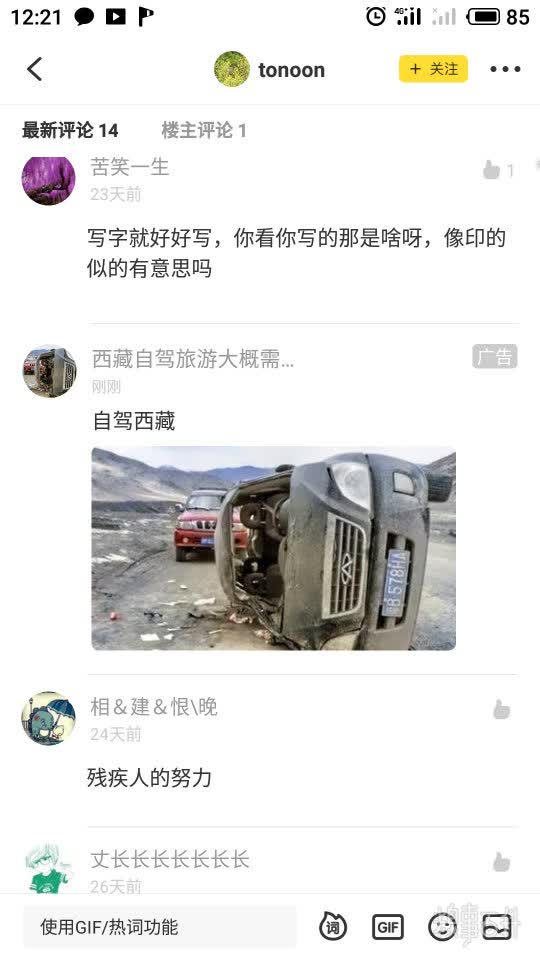 12:21
4G
85
tonoon
+ 关注
最新评论 14
楼主评论 1
苦笑一生
1
23天前
写字就好好写，你看你写的那是啥呀，像印的
似的有意思吗
西藏自驾旅游大概需...
广告
刚刚
自驾西藏
B 578HA
相＆建＆恨\晚
24天前
残疾人的努力
丈长长长长长长长
26天前
使用GIF/热词功能
词
GIF